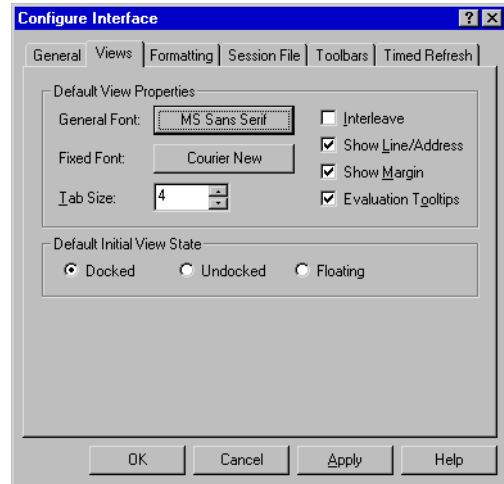 Configure Interface
General Views Formatting Session File Toolbars Timed Refresh
Default View Properties
General Font: MS Sans Serif
Interleave
Fixed Font: Courier New
Show Line/Address
Show Margin
Tab Size: 4
Evaluation Tooltips
Default Initial View State
Docked Undocked Floating
OK Cancel Apply Help